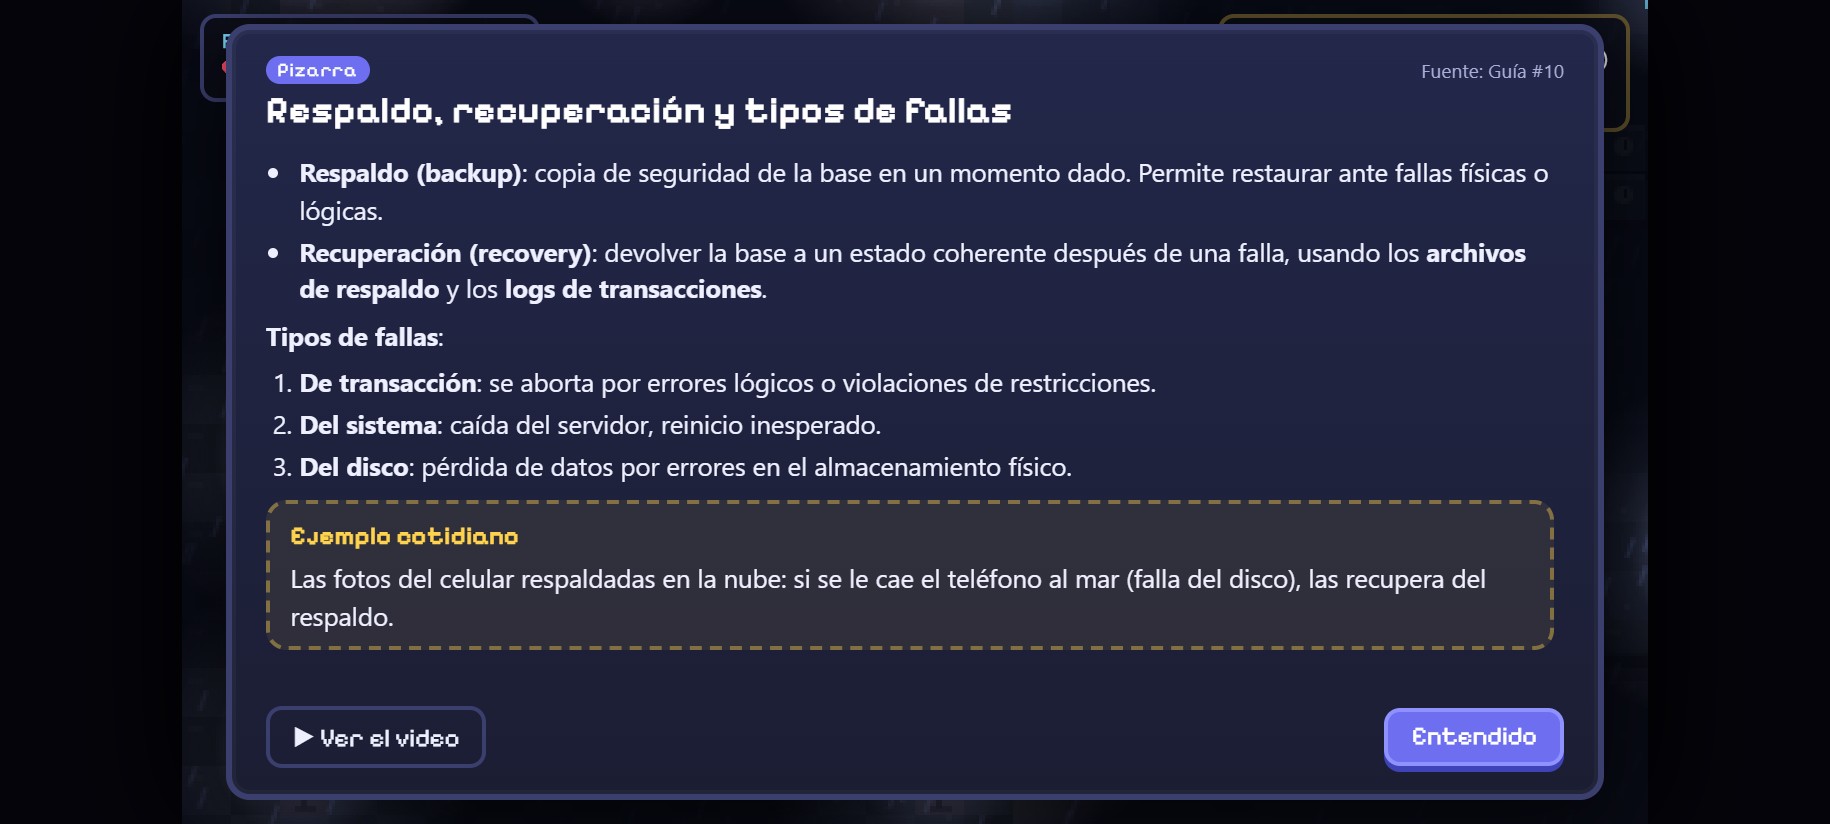 Pizarra
Fuente: Guía #10
Respaldo, recuperación y tipos de fallas
• Respaldo (backup): copia de seguridad de la base en un momento dado. Permite restaurar ante fallas físicas o
lógicas.
• Recuperación (recovery): devolver la base a un estado coherente después de una falla, usando los archivos
de respaldo y los logs de transacciones.
Tipos de fallas:
1. De transacción: se aborta por errores lógicos o violaciones de restricciones.
2. Del sistema: caída del servidor, reinicio inesperado.
3. Del disco: pérdida de datos por errores en el almacenamiento físico.
Ejemplo cotidiano
Las fotos del celular respaldadas en la nube: si se le cae el teléfono al mar (falla del disco), las recupera del
respaldo.
▶ Ver el video
Entendido